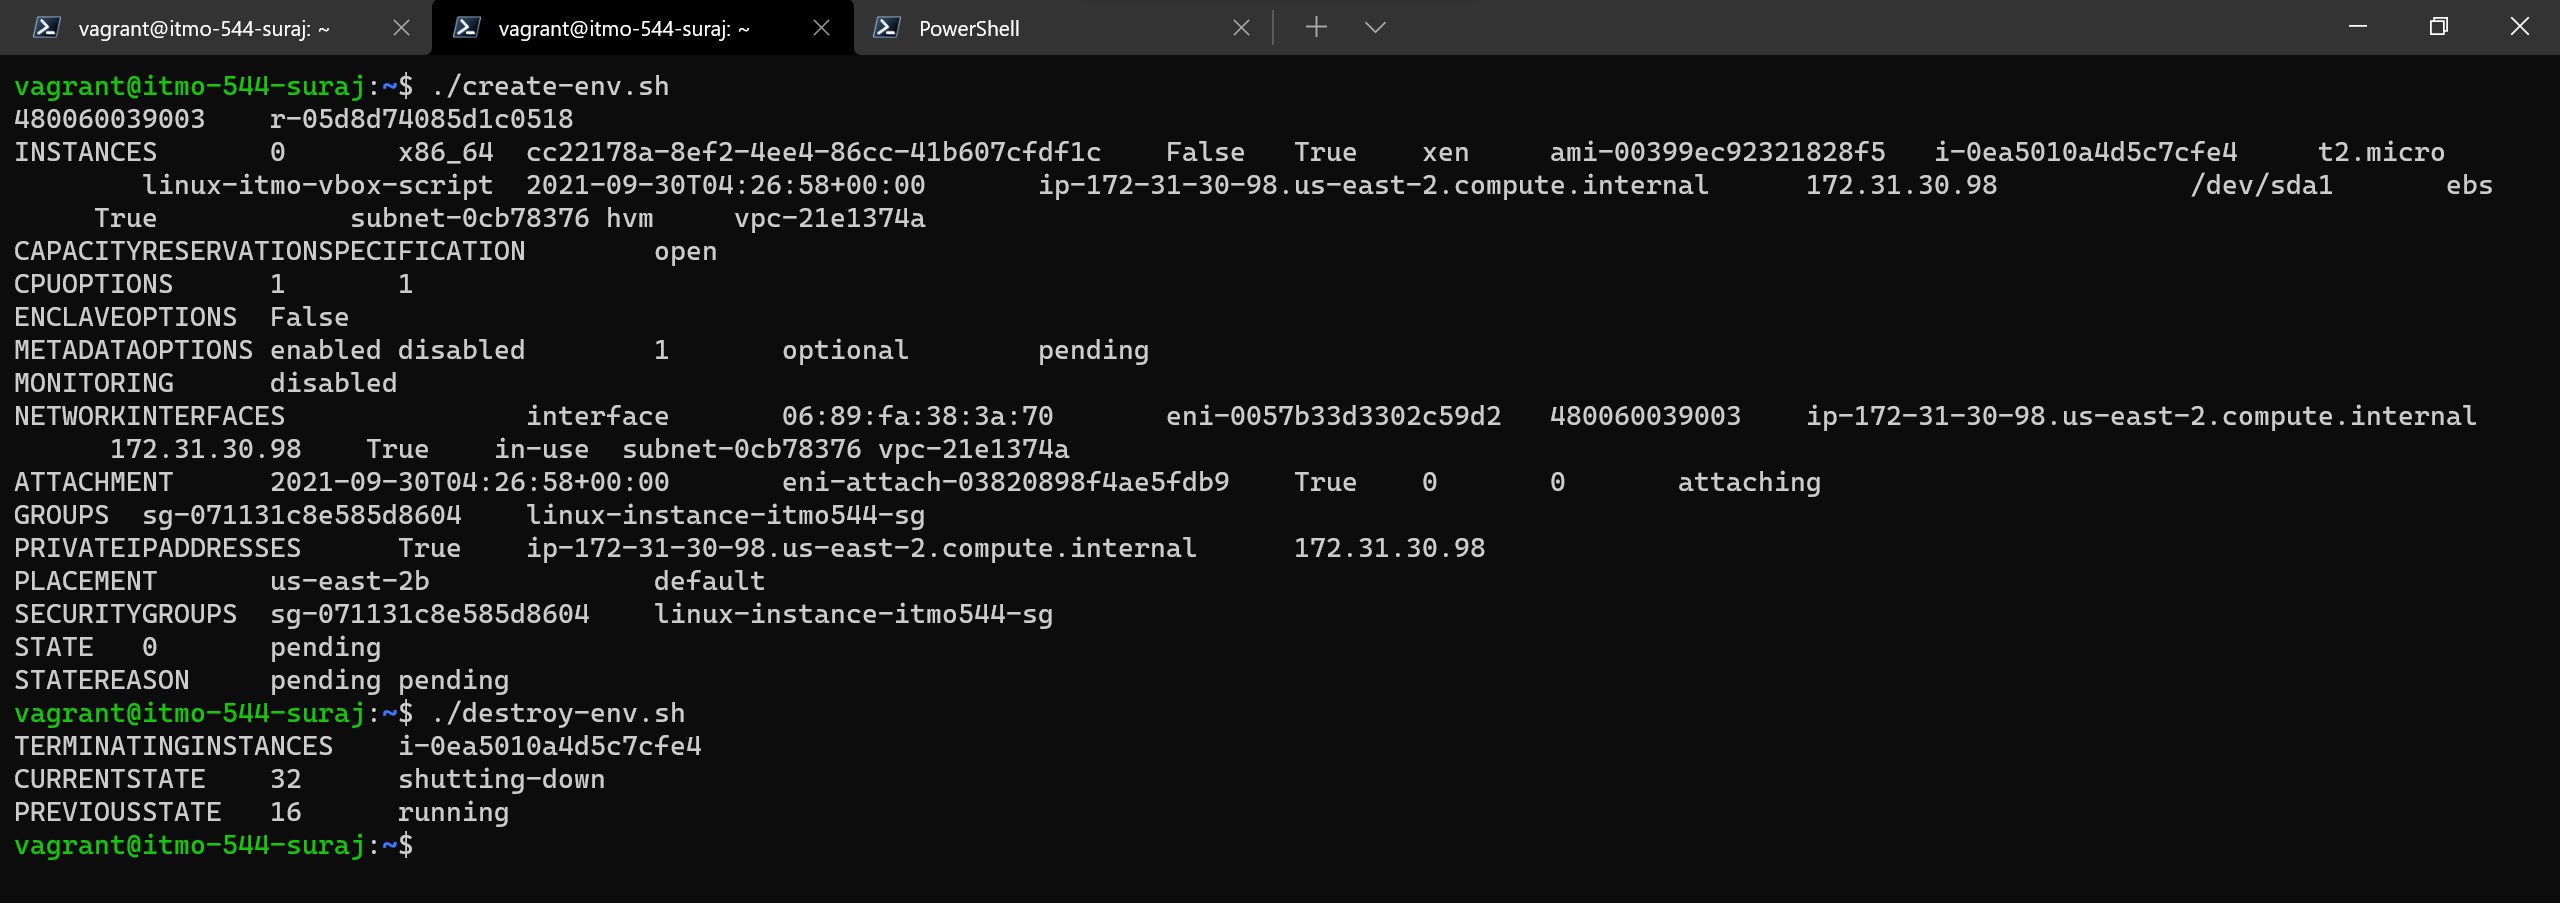 vagrant@itmo-544-suraj: ~
vagrant@itmo-544-suraj: ~
PowerShell
vagrant@itmo-544-suraj:~$ ./create-env.sh
480060039003 r-05d8d74085d1c0518
INSTANCES 0 x86_64 cc22178a-8ef2-4ee4-86cc-41b607cfdf1c False True xen ami-00399ec92321828f5 i-0ea5010a4d5c7cfe4 t2.micro
linux-itmo-vbox-script 2021-09-30T04:26:58+00:00 ip-172-31-30-98.us-east-2.compute.internal 172.31.30.98 /dev/sda1 ebs
True subnet-0cb78376 hvm vpc-21e1374a
CAPACITYRESERVATIONSPECIFICATION open
CPUOPTIONS 1 1
ENCLAVEOPTIONS False
METADATAOPTIONS enabled disabled 1 optional pending
MONITORING disabled
NETWORKINTERFACES interface 06:89:fa:38:3a:70 eni-0057b33d3302c59d2 480060039003 ip-172-31-30-98.us-east-2.compute.internal
172.31.30.98 True in-use subnet-0cb78376 vpc-21e1374a
ATTACHMENT 2021-09-30T04:26:58+00:00 eni-attach-03820898f4ae5fdb9 True 0 0 attaching
GROUPS sg-071131c8e585d8604 linux-instance-itmo544-sg
PRIVATEIPADDRESSES True ip-172-31-30-98.us-east-2.compute.internal 172.31.30.98
PLACEMENT us-east-2b default
SECURITYGROUPS sg-071131c8e585d8604 linux-instance-itmo544-sg
STATE 0 pending
STATEREASON pending pending
vagrant@itmo-544-suraj:~$ ./destroy-env.sh
TERMINATINGINSTANCES i-0ea5010a4d5c7cfe4
CURRENTSTATE 32 shutting-down
PREVIOUSSTATE 16 running
vagrant@itmo-544-suraj:~$